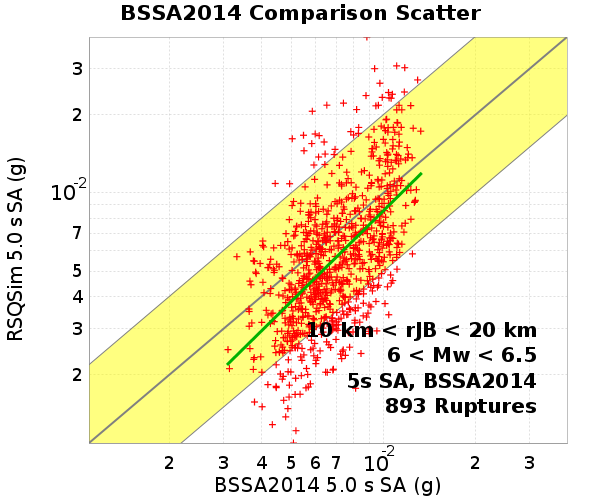 BSSA2014 Comparison Scatter
RSQSim 5.0 s SA (g)
3
2
10-2
7
5
4
3
2
10 km < rJB < 20 km
6 < Mw < 6.5
5s SA, BSSA2014
893 Ruptures
2 3 4 5 6 7 10-2 2 3
BSSA2014 5.0 s SA (g)